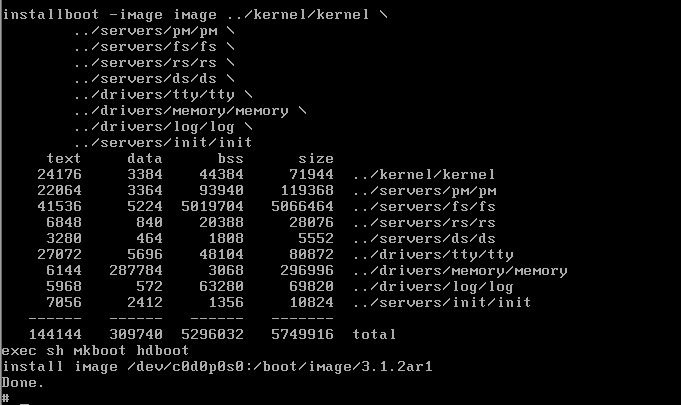 installboot -image image ../kernel/kernel \
        ../servers/pm/pm \
        ../servers/fs/fs \
        ../servers/rs/rs \
        ../servers/ds/ds \
        ../drivers/tty/tty \
        ../drivers/memory/memory \
        ../drivers/log/log \
        ../servers/init/init
    text     data      bss      size
   24176     3384    44384     71944  ../kernel/kernel
   22064     3364    93940    119368  ../servers/pm/pm
   41536     5224  5019704   5066464  ../servers/fs/fs
    6848      840    20388     28076  ../servers/rs/rs
    3280      464     1808      5552  ../servers/ds/ds
   27072     5696    48104     80872  ../drivers/tty/tty
    6144   287784     3068    296996  ../drivers/memory/memory
    5968      572    63280     69820  ../drivers/log/log
    7056     2412     1356     10824  ../servers/init/init
  ------   ------  -------   -------
  144144   309740  5296032   5749916  total
exec sh mkboot hdboot
install image /dev/c0d0p0s0:/boot/image/3.1.2ar1
Done.
# _